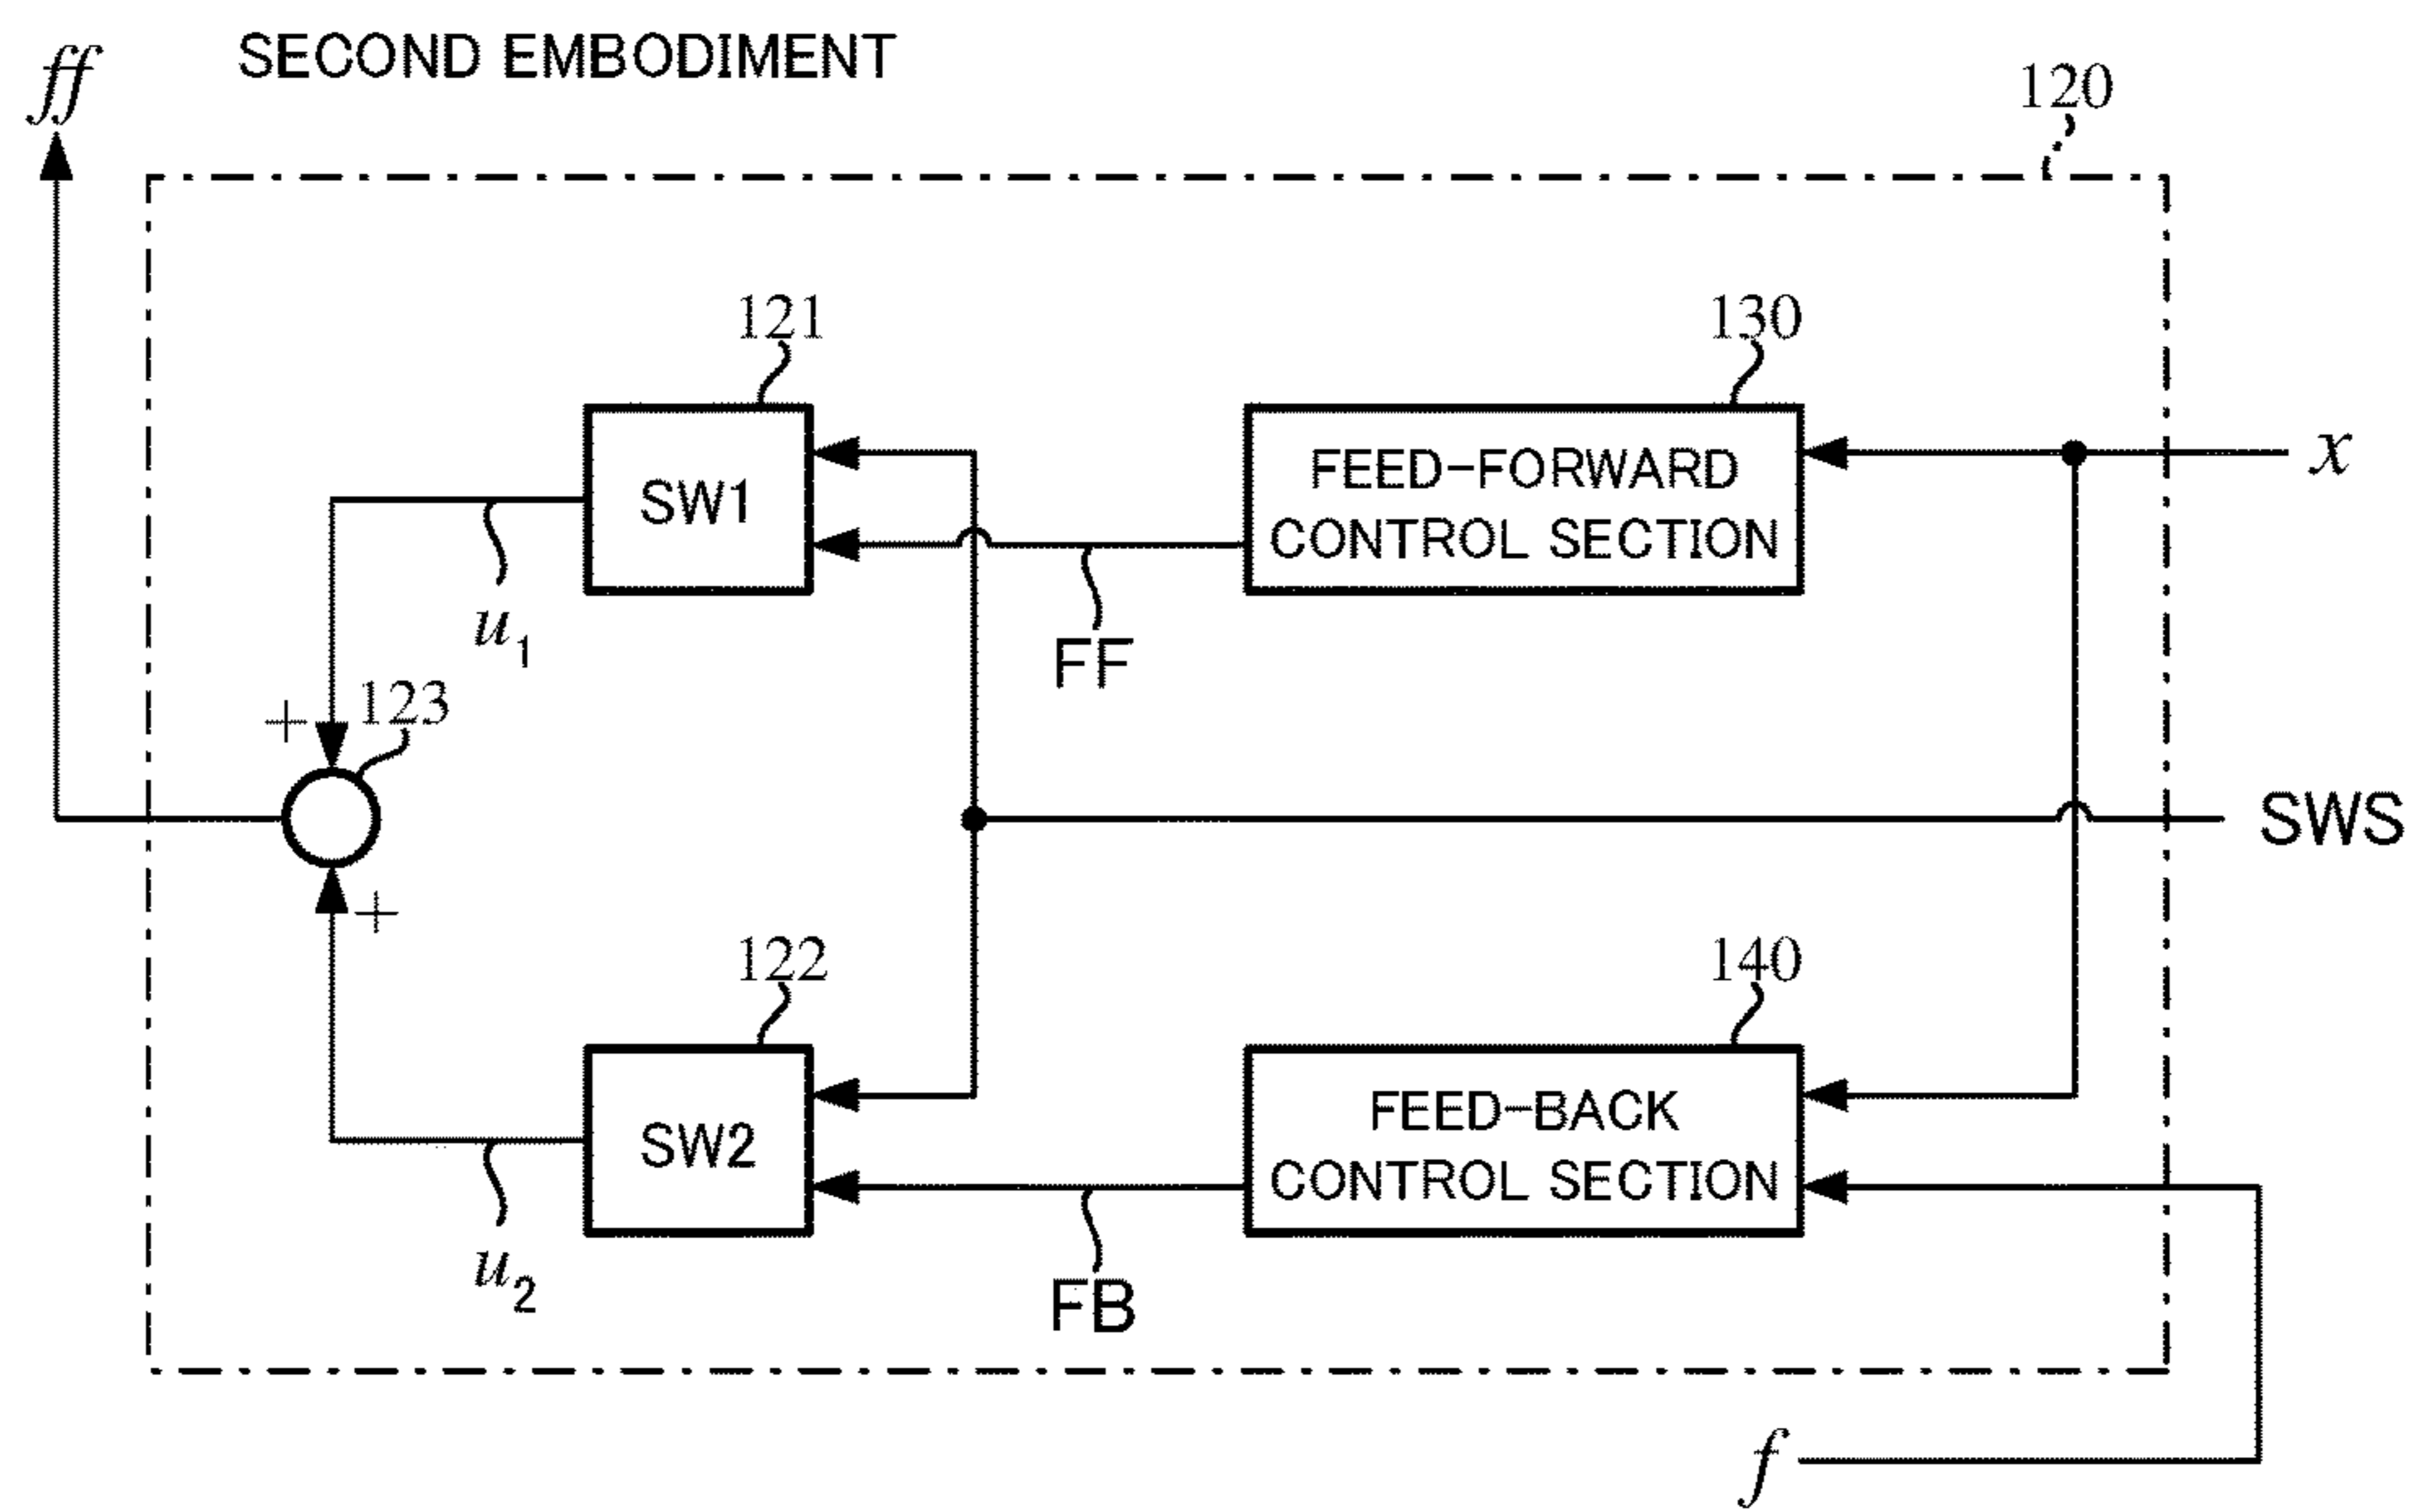 ff
SECOND EMBODIMENT
120
121
130
SW1
FEED-FORWARD
CONTROL SECTION
x
u1
FF
+
123
SWS
+
122
140
SW2
FEED-BACK
CONTROL SECTION
u2
FB
f